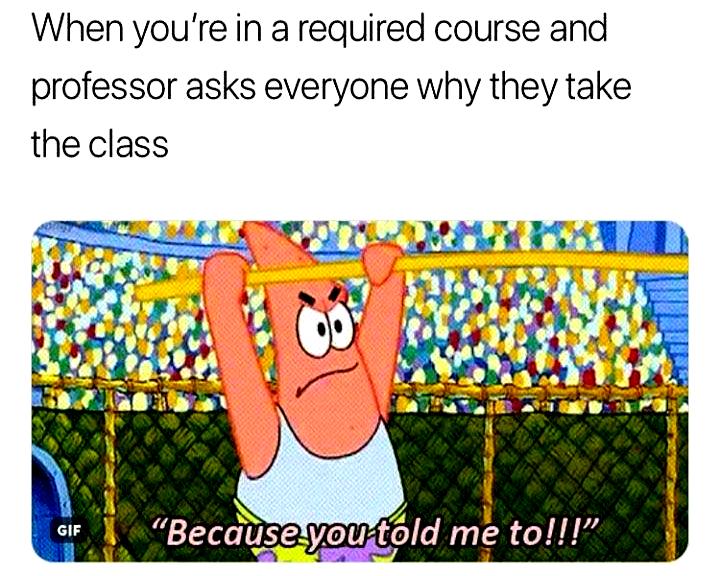 When you’re in a required course and
professor asks everyone why they take
the class
GIF
“Because you told me to!!!”